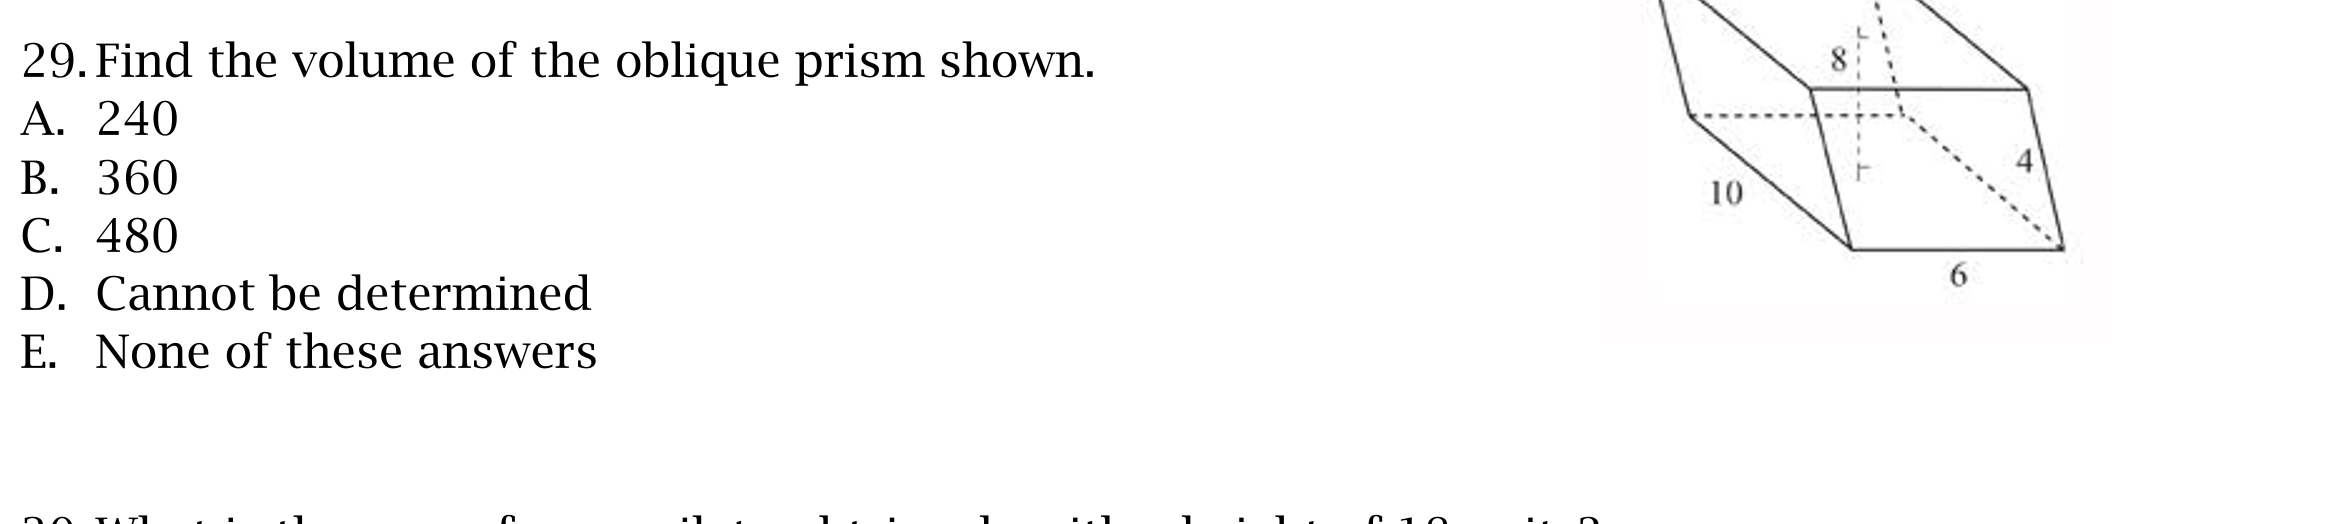 29. Find the volume of the oblique prism shown.
A. 240
B. 360
C. 480
D. Cannot be determined
E. None of these answers
8
4
10
6